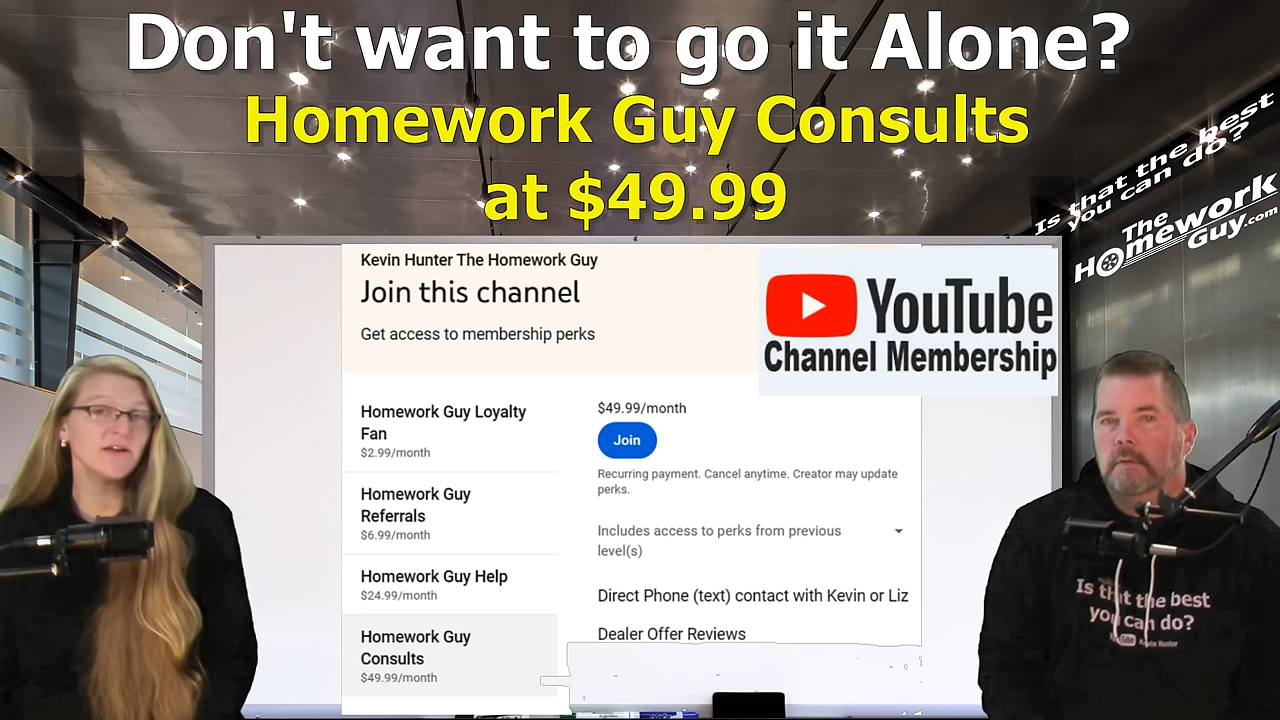 Don't want to go it Alone?
Homework Guy Consults
at $49.99
Is that the best
you can do?
The
Homework
Guy.com
Kevin Hunter The Homework Guy
Join this channel
Get access to membership perks
YouTube
Channel Membership
Homework Guy Loyalty
Fan
$2.99/month
Homework Guy
Referrals
$6.99/month
Homework Guy Help
$24.99/month
Homework Guy
Consults
$49.99/month
$49.99/month
Join
Recurring payment. Cancel anytime. Creator may update
perks.
Includes access to perks from previous
level(s)
Direct Phone (text) contact with Kevin or Liz
Dealer Offer Reviews
Is that the best
you can do?
Kevin Hunter